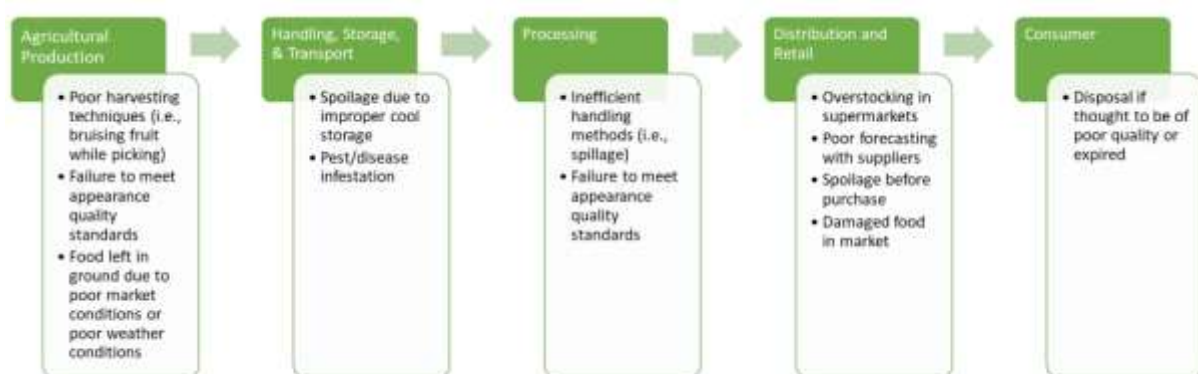 Agricultural
Production
• Poor harvesting
techniques (i.e.,
bruising fruit
while picking)
• Failure to meet
appearance
quality
standards
• Food left in
ground due to
poor market
conditions or
poor weather
conditions
Handling, Storage,
& Transport
• Spoilage due to
improper cool
storage
• Pest/disease
infestation
Processing
• Inefficient
handling
methods (i.e.,
spillage)
• Failure to meet
appearance
quality
standards
Distribution and
Retail
• Overstocking in
supermarkets
• Poor forecasting
with suppliers
• Spoilage before
purchase
• Damaged food
in market
Consumer
• Disposal if
thought to be of
poor quality or
expired